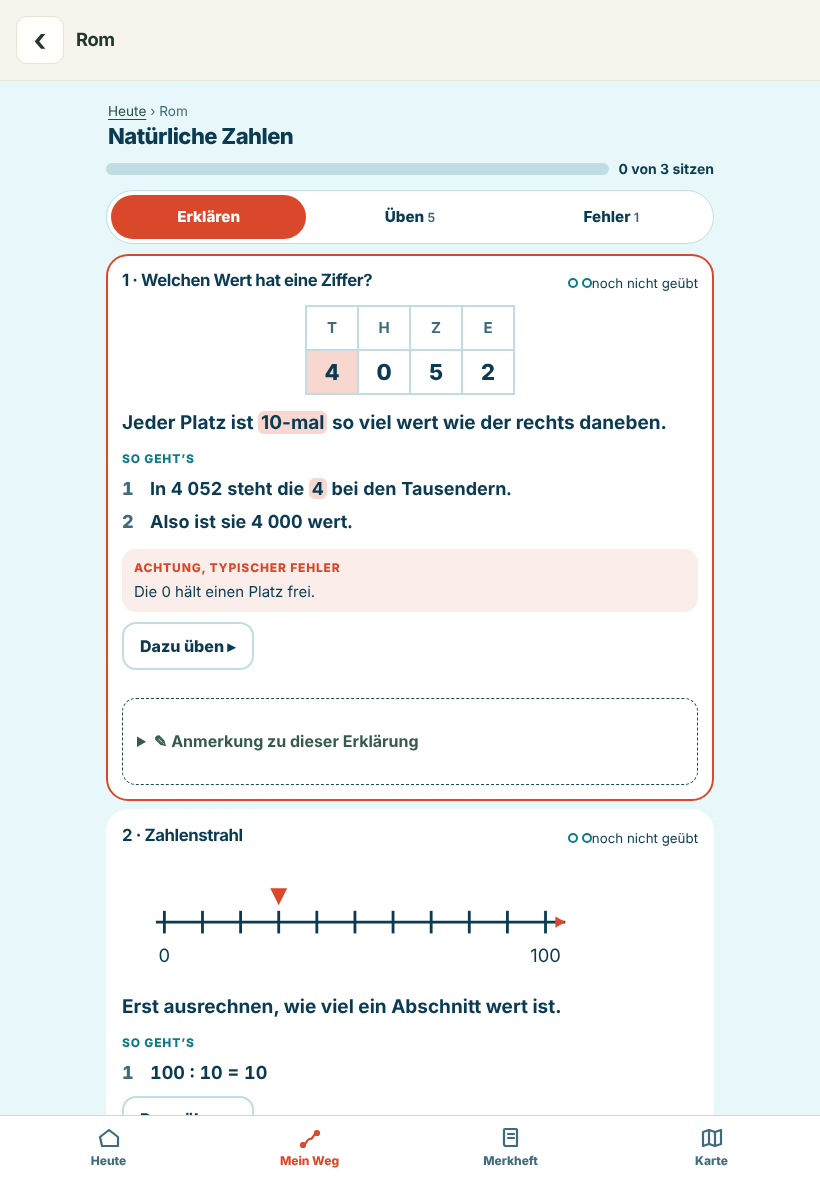 Rom
Heute › Rom
Natürliche Zahlen
0 von 3 sitzen
Erklären
Üben 5
Fehler 1
1 · Welchen Wert hat eine Ziffer?
noch nicht geübt
T H Z E
4 0 5 2
Jeder Platz ist 10-mal so viel wert wie der rechts daneben.
SO GEHT'S
1 In 4 052 steht die 4 bei den Tausendern.
2 Also ist sie 4 000 wert.
ACHTUNG, TYPISCHER FEHLER
Die 0 hält einen Platz frei.
Dazu üben ▸
▶ ✎ Anmerkung zu dieser Erklärung
2 · Zahlenstrahl
noch nicht geübt
0 100
Erst ausrechnen, wie viel ein Abschnitt wert ist.
SO GEHT'S
1 100 : 10 = 10
Heute
Mein Weg
Merkheft
Karte